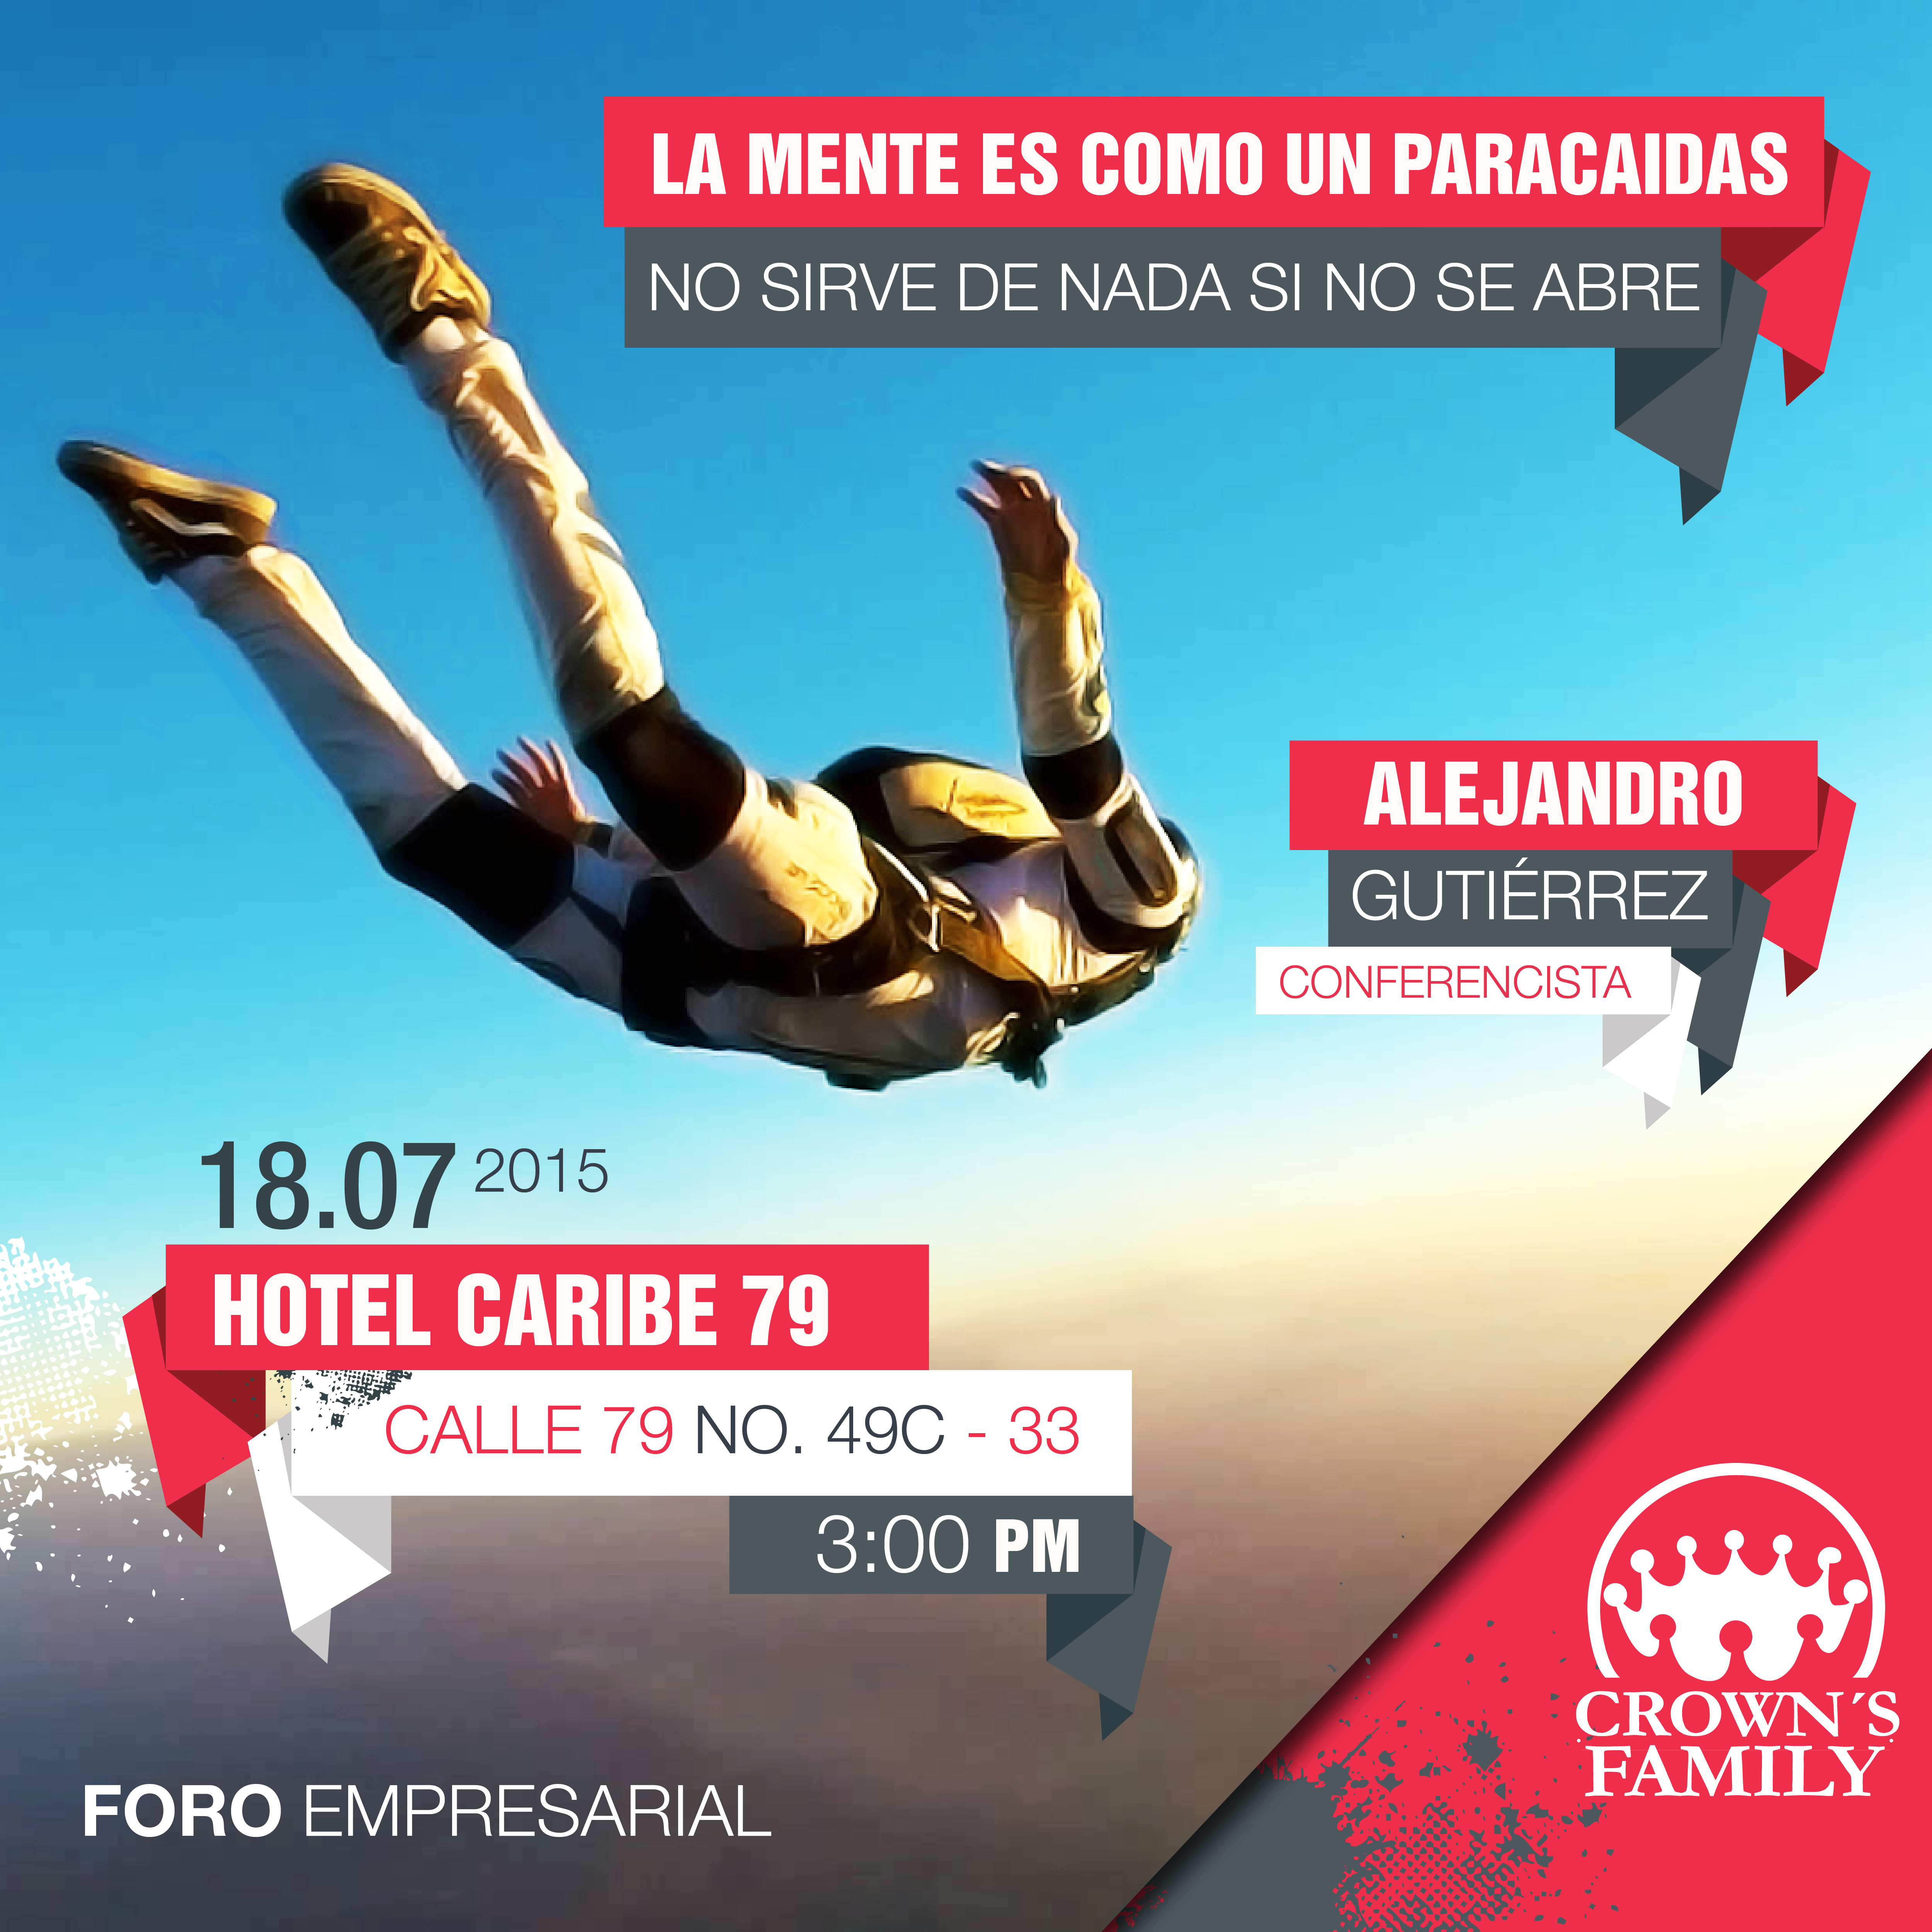 LA MENTE ES COMO UN PARACAIDAS
NO SIRVE DE NADA SI NO SE ABRE
ALEJANDRO
GUTIÉRREZ
CONFERENCISTA
18.07 2015
HOTEL CARIBE 79
CALLE 79 NO. 49C - 33
3:00 PM
FORO EMPRESARIAL
CROWN´S
FAMILY